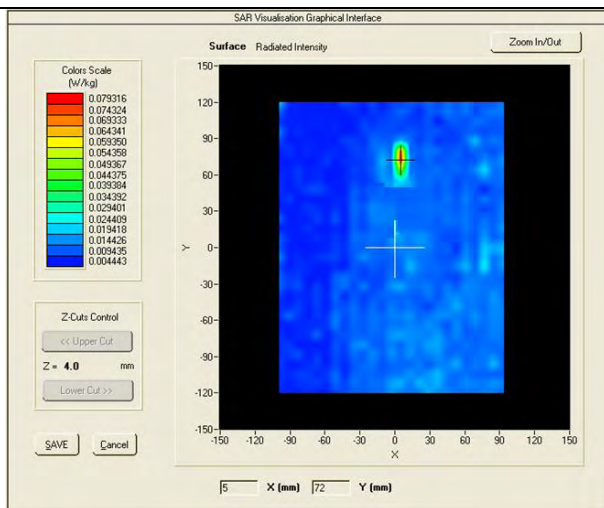 SAR Visualisation Graphical Interface
Surface Radiated Intensity
Zoom In/Out
Colors Scale
(W/kg)
0.079316
0.074324
0.069333
0.064341
0.059350
0.054358
0.049367
0.044375
0.039384
0.034392
0.029401
0.024409
0.019418
0.014426
0.009435
0.004443
Z-Cuts Control
<< Upper Cut
Z = 4.0 mm
Lower Cut >>
SAVE Cancel
150-
120-
90-
60-
30-
0-
-30-
-60-
-90-
-120-
-150-
Y
-150 -120 -90 -60 -30 0 30 60 90 120 150
X
5 X (mm) 72 Y (mm)